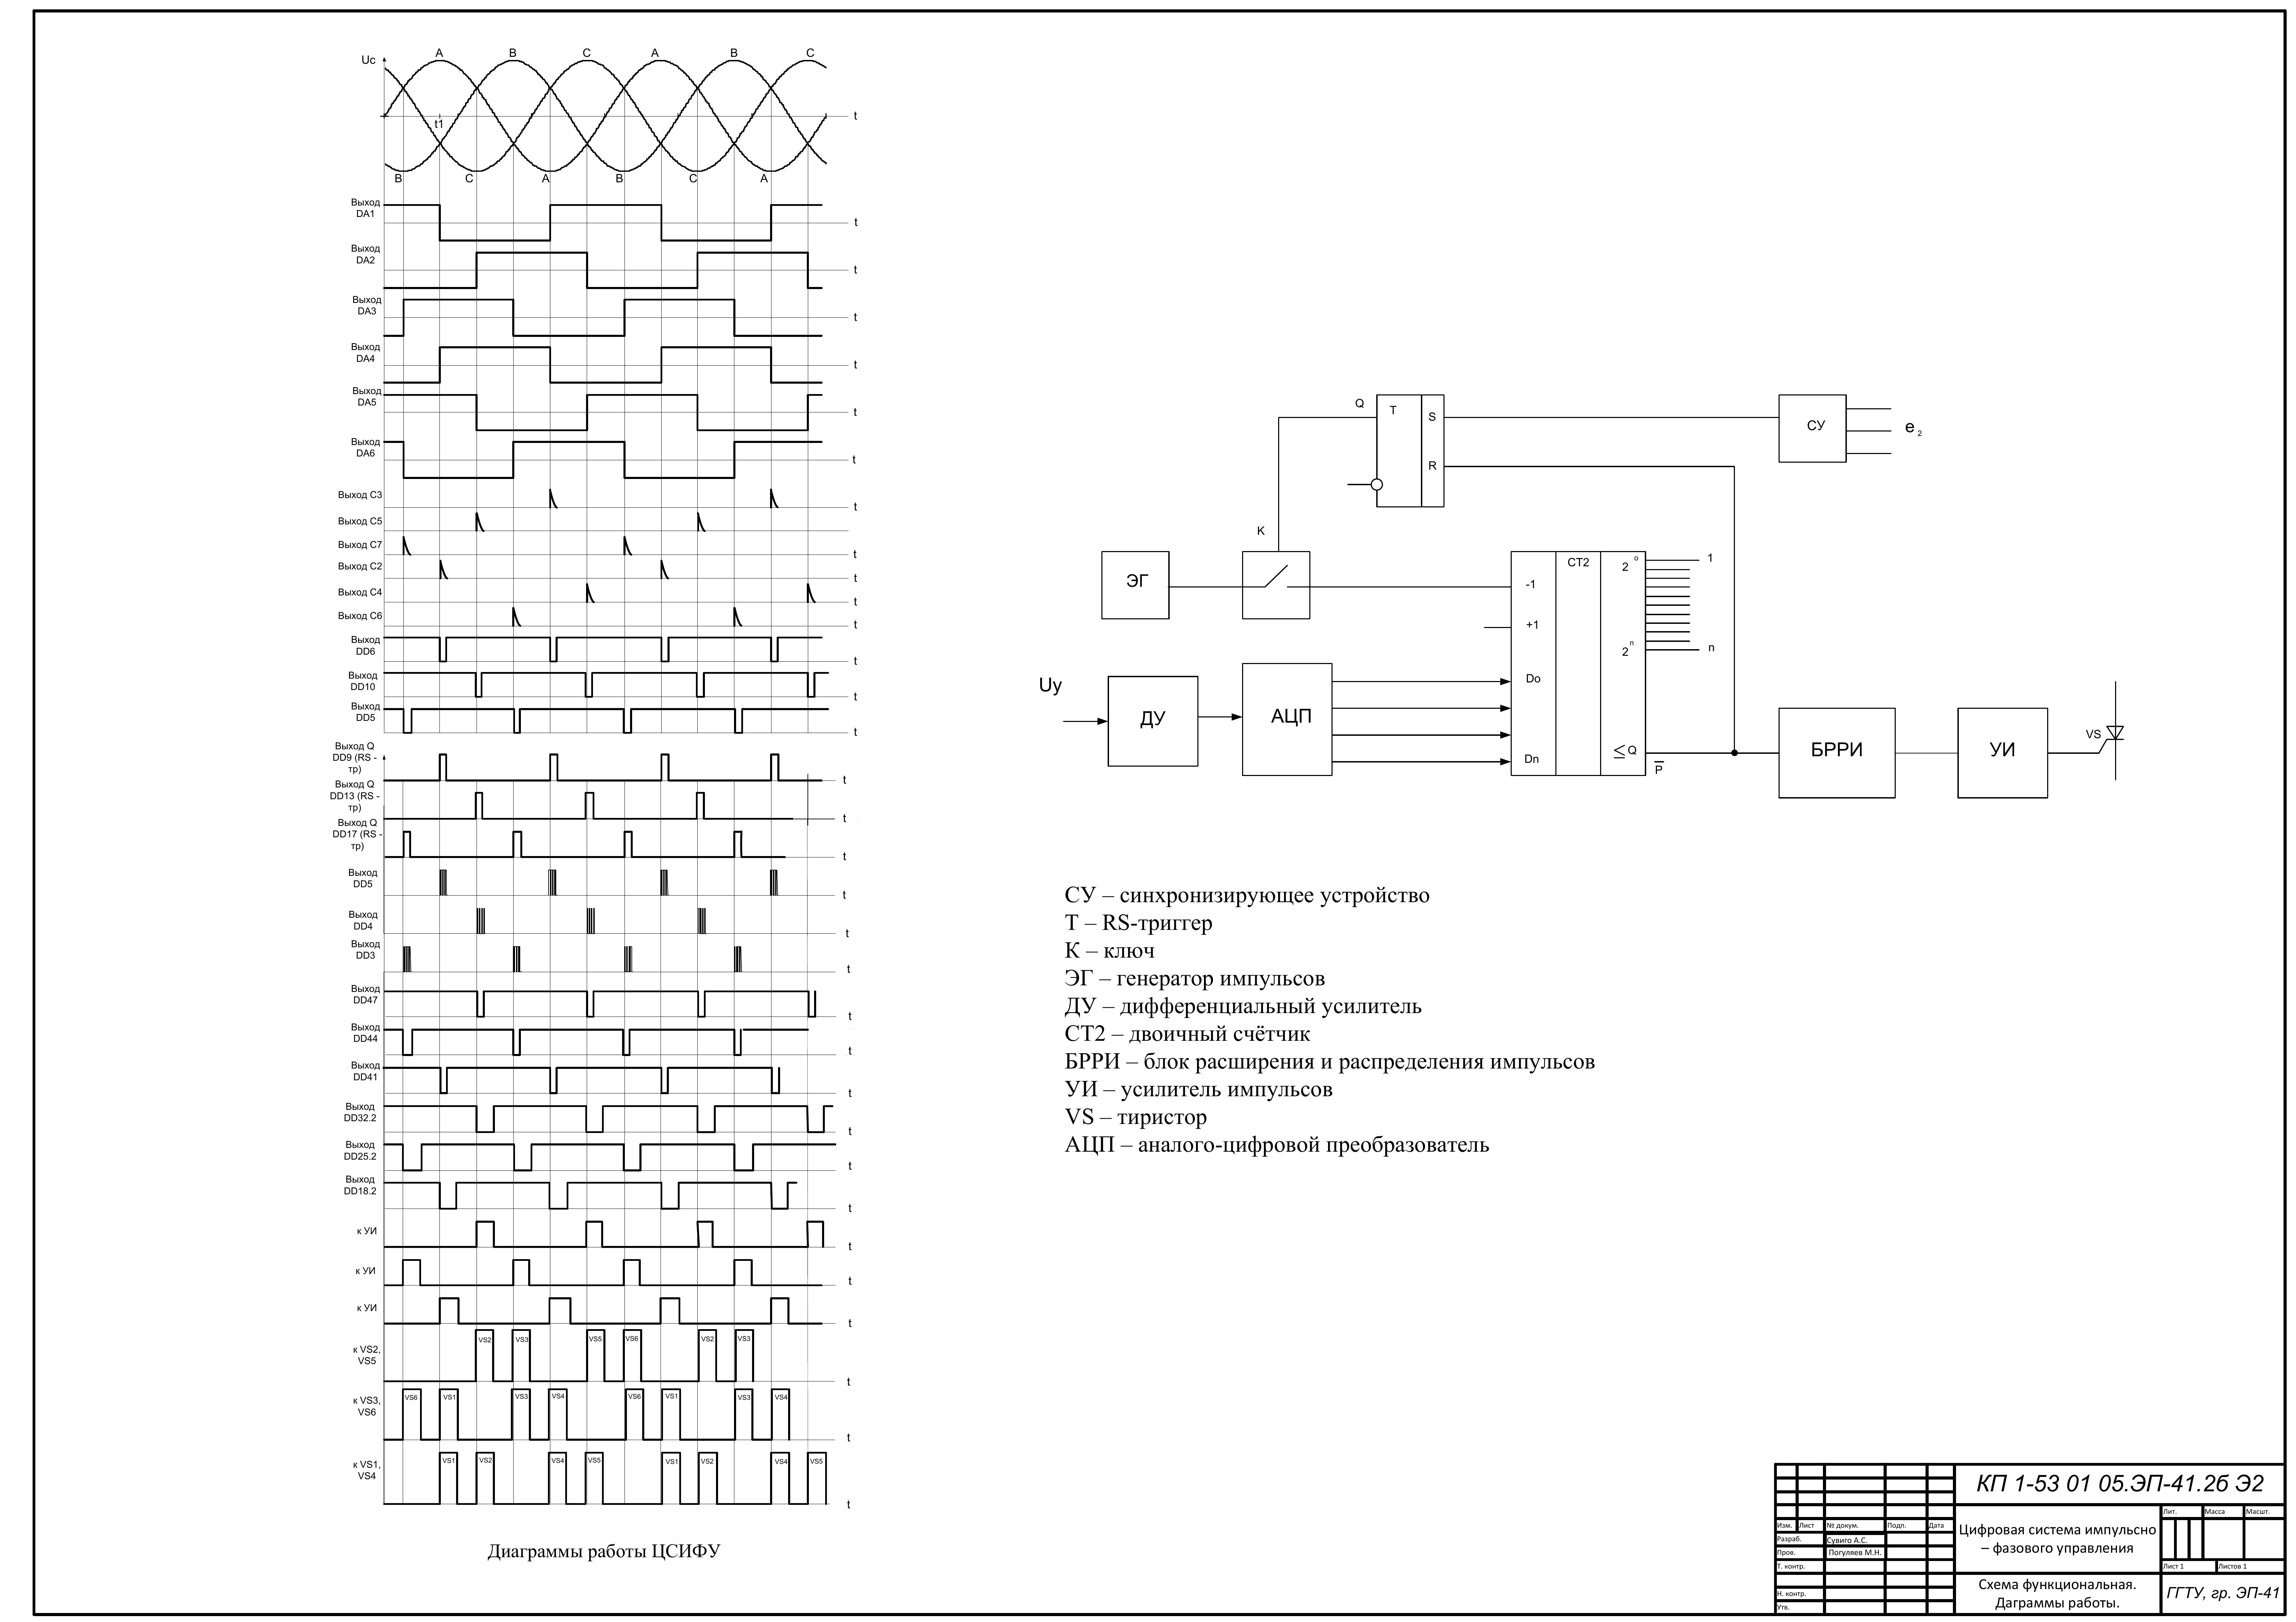 Uc
A B C A B C
t
t1
B C A B C A
Выход
DA1
t
Выход
DA2
t
Выход
DA3
t
Выход
DA4
t
Выход
DA5
t
Выход
DA6
t
Выход C3
t
Выход C5
Выход C7
t
Выход C2
t
Выход C4
t
Выход C6
t
Выход
DD6
t
Выход
DD10
t
Выход
DD5
t
Выход Q
DD9 (RS -
тр)
t
Выход Q
DD13 (RS -
тр)
t
Выход Q
DD17 (RS -
тр)
t
Выход
DD5
t
Выход
DD4
t
Выход
DD3
t
Выход
DD47
t
Выход
DD44
t
Выход
DD41
t
Выход
DD32.2
t
Выход
DD25.2
t
Выход
DD18.2
t
к УИ
t
к УИ
t
к УИ
t
к VS2,
VS5
VS2 VS3 VS5 VS6 VS2 VS3
t
к VS3,
VS6
VS6 VS1 VS3 VS4 VS6 VS1 VS3 VS4
t
к VS1,
VS4
VS1 VS2 VS4 VS5 VS1 VS2 VS4 VS5
t
Диаграммы работы ЦСИФУ
Q
T
S
R
СУ
e 2
K
ЭГ
-1
+1
Do
Dn
CT2
2 o
2 n
≤Q
1
n
P
Uy
ДУ
АЦП
БРРИ
УИ
VS
СУ – синхронизирующее устройство
Т – RS-триггер
К – ключ
ЭГ – генератор импульсов
ДУ – дифференциальный усилитель
СТ2 – двоичный счётчик
БРРИ – блок расширения и распределения импульсов
УИ – усилитель импульсов
VS – тиристор
АЦП – аналого-цифровой преобразователь
КП 1-53 01 05.ЭП-41.2б Э2
Изм. Лист № докум. Подп. Дата
Разраб. Сувиго А.С.
Пров. Погуляев М.Н.
Т. контр.
Н. контр.
Утв.
Цифровая система импульсно
– фазового управления
Лит. Масса Масшт.
Лист 1 Листов 1
Схема функциональная.
Даграммы работы.
ГГТУ, гр. ЭП-41